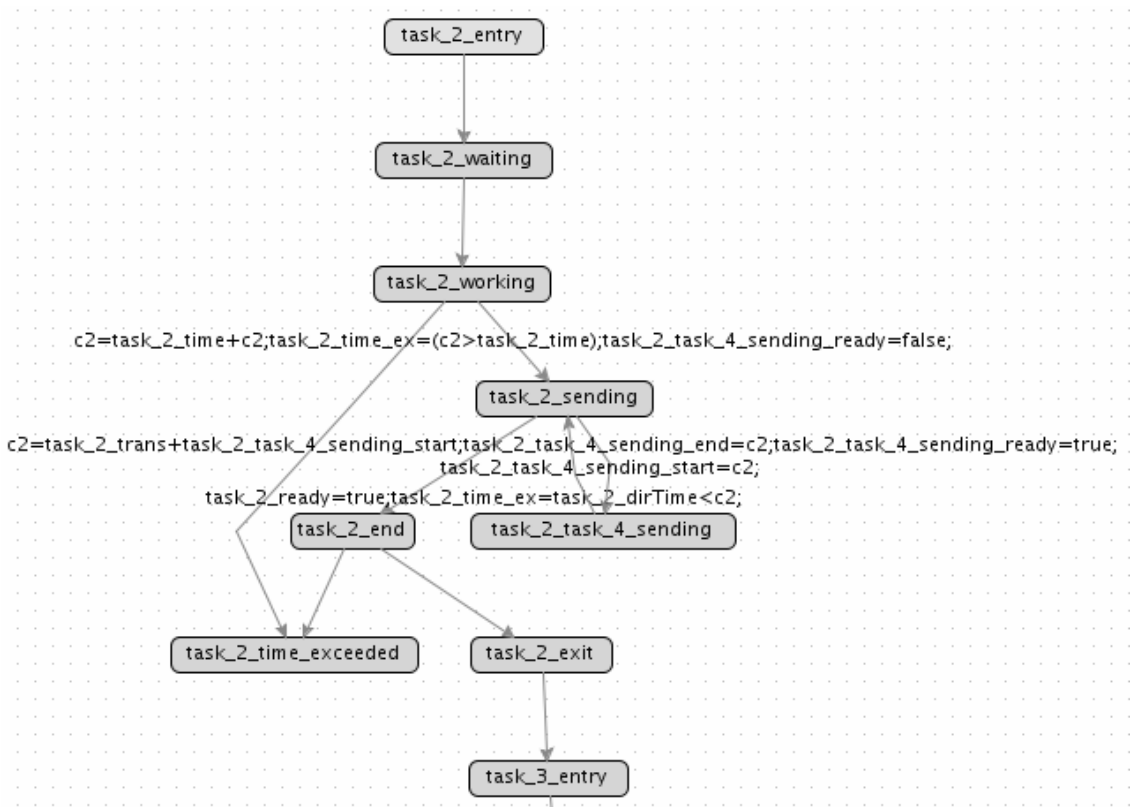 task_2_entry
task_2_waiting
task_2_working
c2=task_2_time+c2;task_2_time_ex=(c2>task_2_time);task_2_task_4_sending_ready=false;
task_2_sending
c2=task_2_trans+task_2_task_4_sending_start;task_2_task_4_sending_end=c2;task_2_task_4_sending_ready=true;
task_2_task_4_sending_start=c2;
task_2_ready=true;task_2_time_ex=task_2_dirTime<c2;
task_2_end
task_2_task_4_sending
task_2_time_exceeded
task_2_exit
task_3_entry